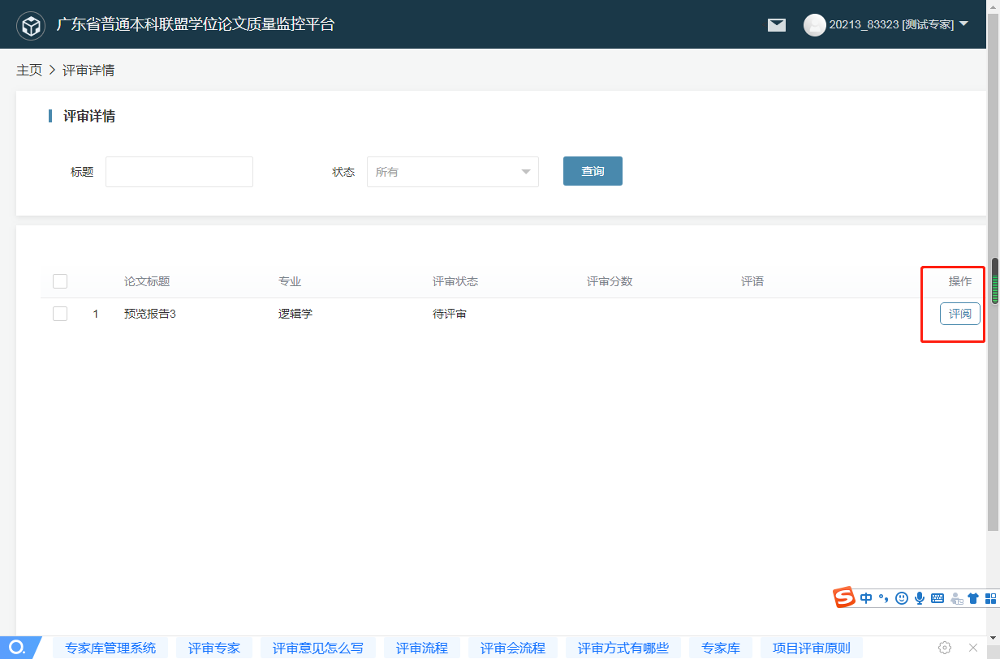 广东省普通本科联盟学位论文质量监控平台
20213_83323 [测试专家]
主页 > 评审详情
评审详情
标题 状态 所有 查询
论文标题 专业 评审状态 评审分数 评语 操作
1 预览报告3 逻辑学 待评审 评阅
中
专家库管理系统 评审专家 评审意见怎么写 评审流程 评审会流程 评审方式有哪些 专家库 项目评审原则